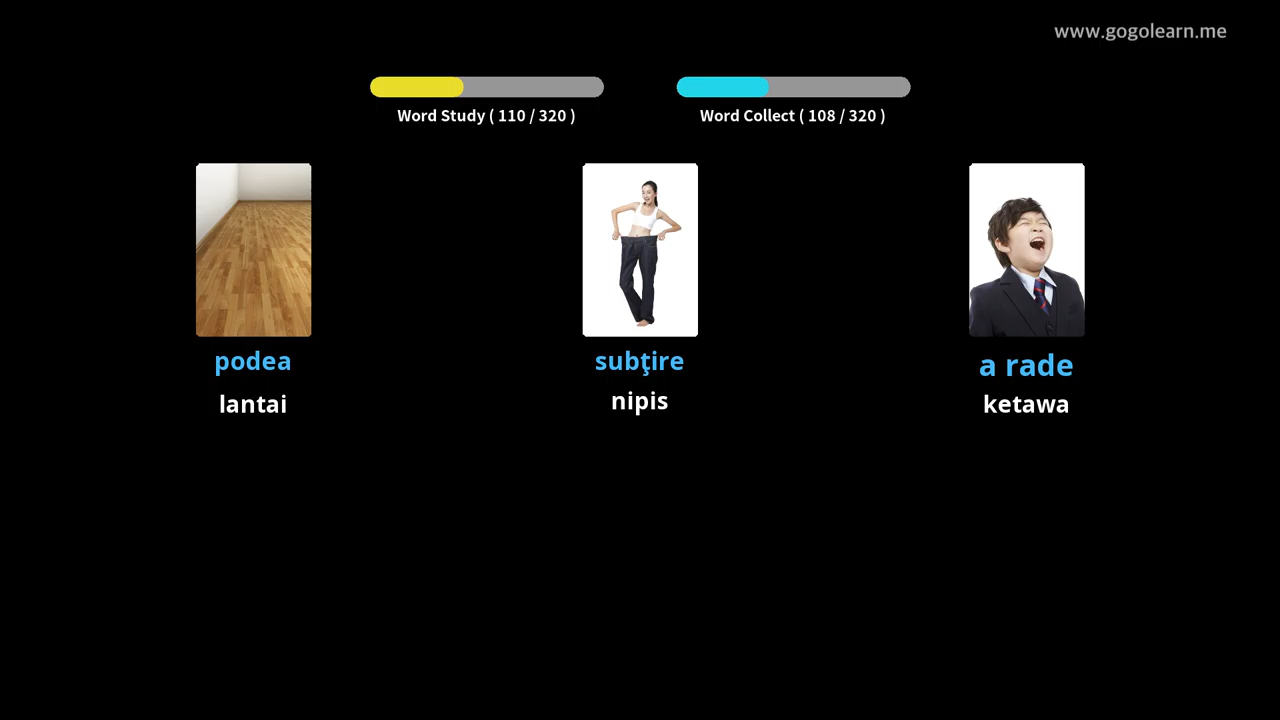 www.gogolearn.me
Word Study ( 110 / 320 )
Word Collect ( 108 / 320 )
podea
subţire
a rade
lantai
nipis
ketawa